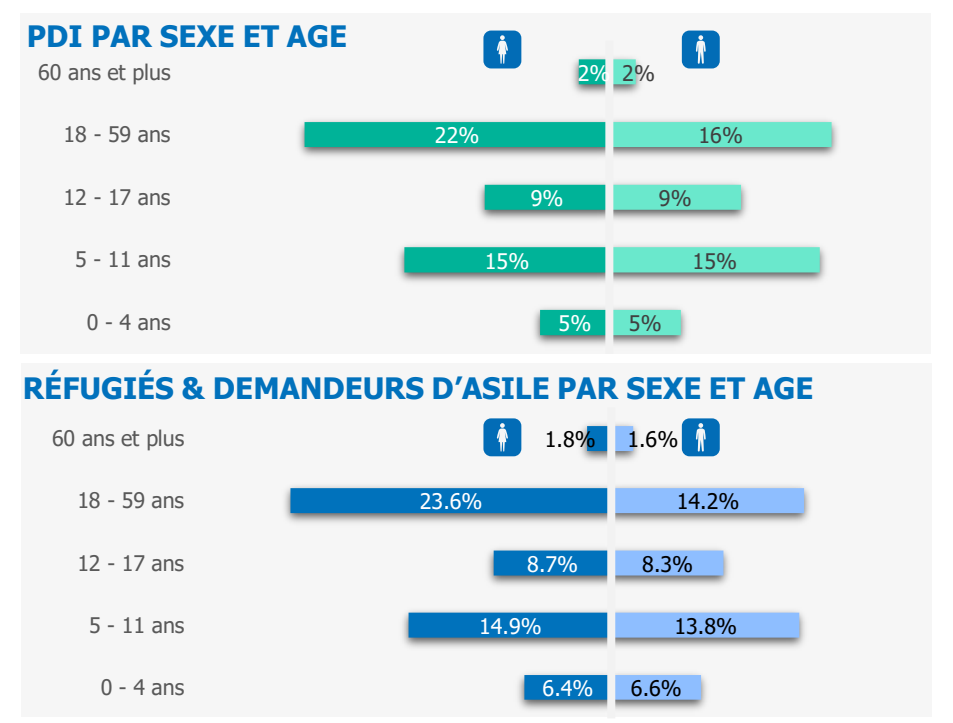 PDI PAR SEXE ET AGE
60 ans et plus 2% 2%
18 - 59 ans 22% 16%
12 - 17 ans 9% 9%
5 - 11 ans 15% 15%
0 - 4 ans 5% 5%
RÉFUGIÉS & DEMANDEURS D’ASILE PAR SEXE ET AGE
60 ans et plus 1.8% 1.6%
18 - 59 ans 23.6% 14.2%
12 - 17 ans 8.7% 8.3%
5 - 11 ans 14.9% 13.8%
0 - 4 ans 6.4% 6.6%